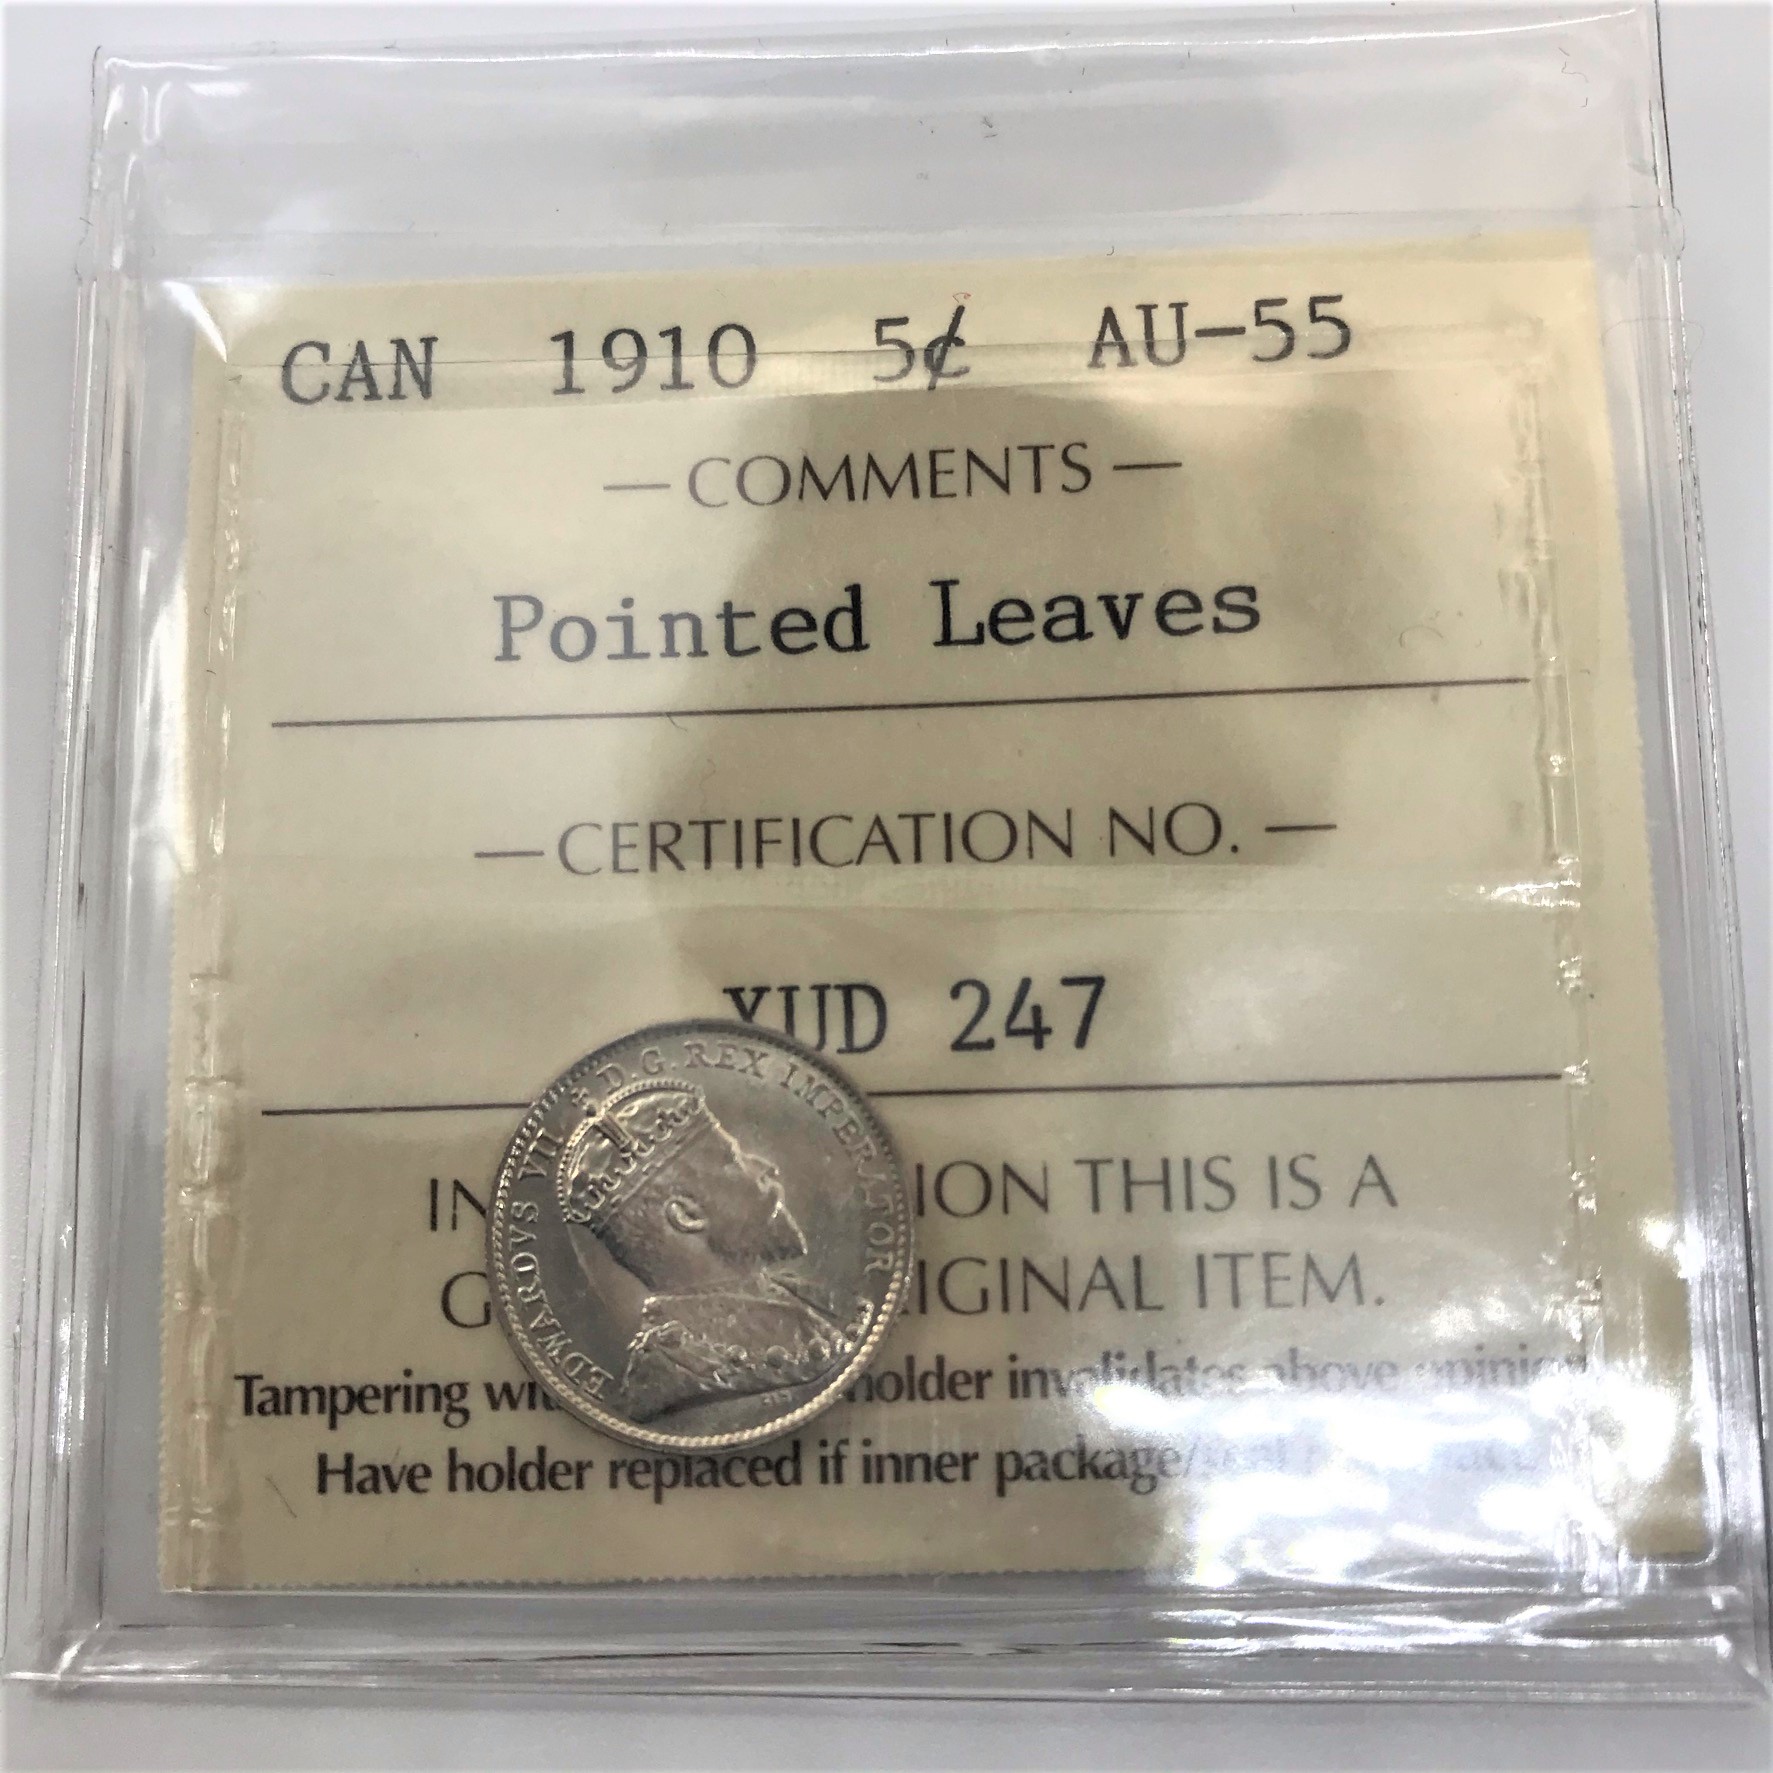 CAN 1910 5¢ AU-55
— COMMENTS —
Pointed Leaves
— CERTIFICATION NO. —
XUD 247
EDWARDVS VII D.G. REX IMPERATOR
ION THIS IS A
IGINAL ITEM.
Tampering holder invalidates above opinion
Have holder replaced if inner package/